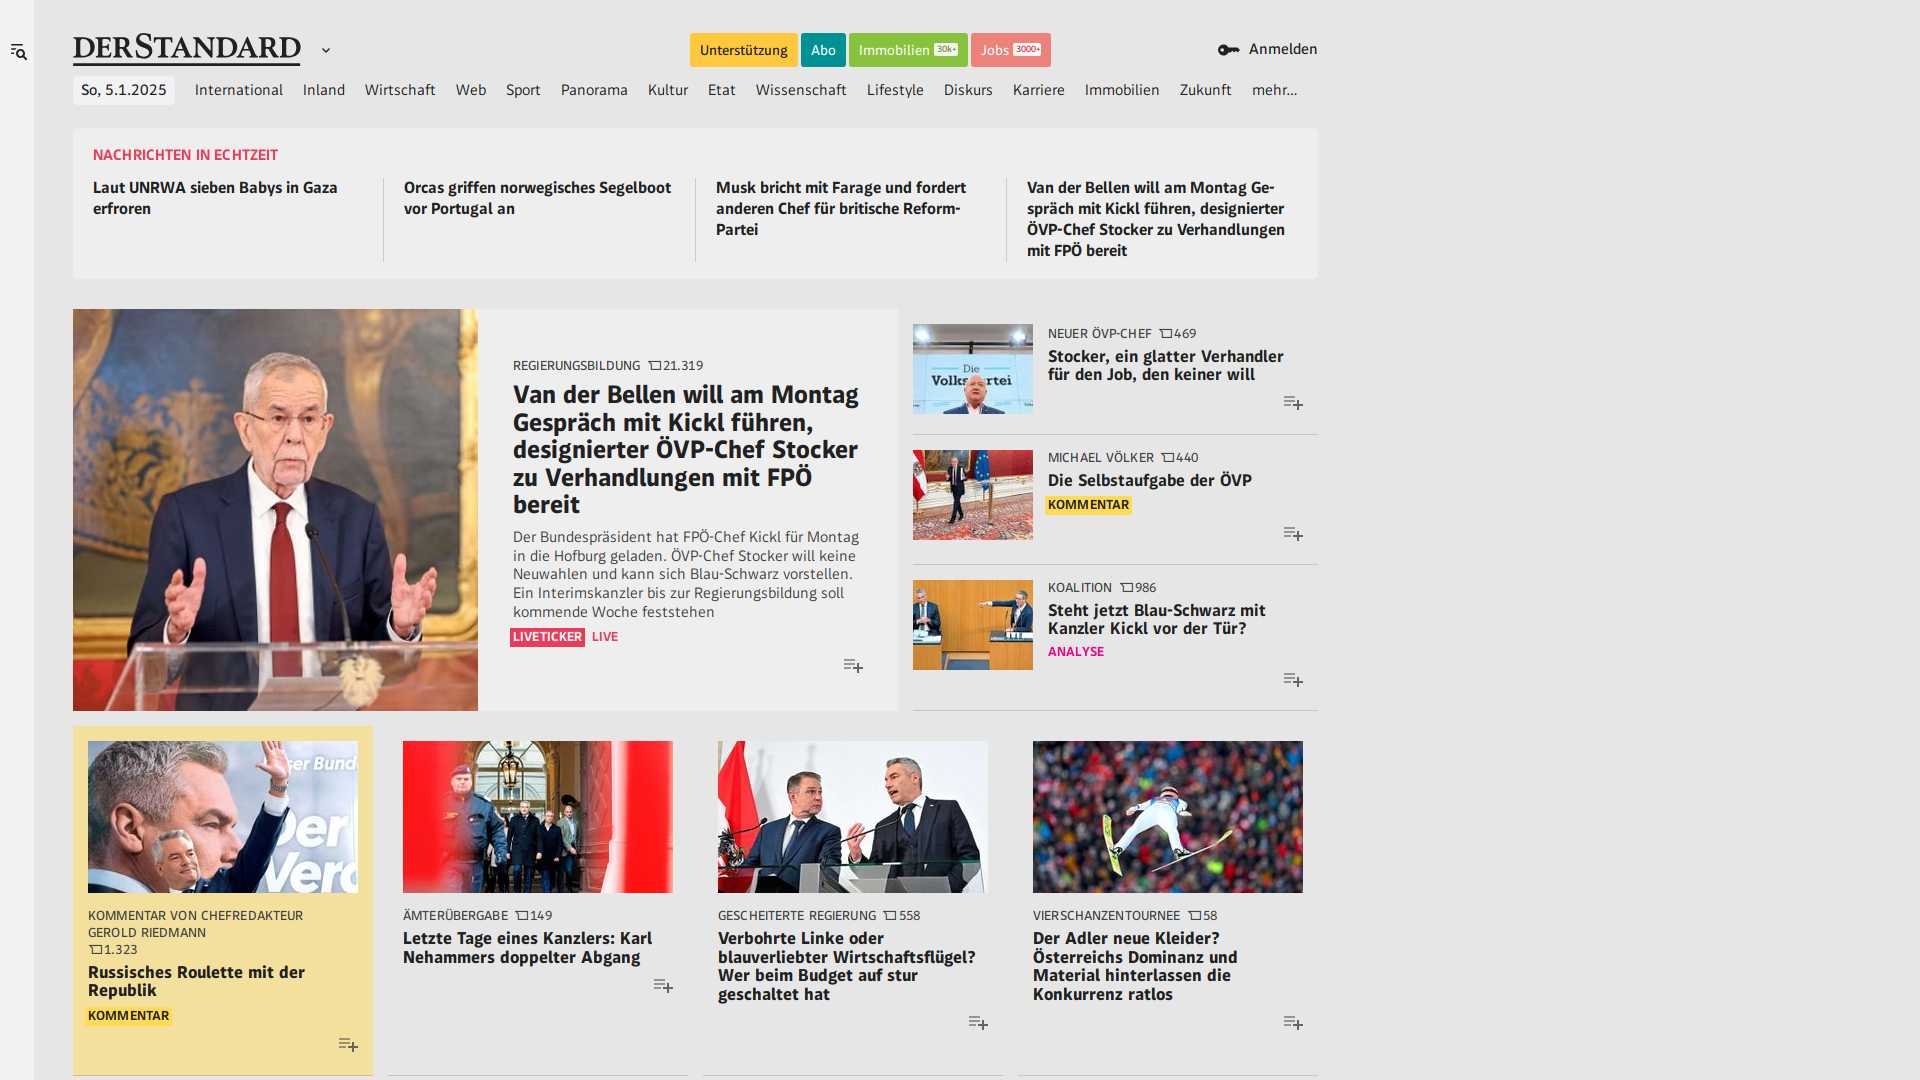 DERSTANDARD
Unterstützung Abo Immobilien 30k+ Jobs 3000+
Anmelden
So, 5.1.2025 International Inland Wirtschaft Web Sport Panorama Kultur Etat Wissenschaft Lifestyle Diskurs Karriere Immobilien Zukunft mehr...
NACHRICHTEN IN ECHTZEIT
Laut UNRWA sieben Babys in Gaza
erfroren
Orcas griffen norwegisches Segelboot
vor Portugal an
Musk bricht mit Farage und fordert
anderen Chef für britische Reform-
Partei
Van der Bellen will am Montag Ge-
spräch mit Kickl führen, designierter
ÖVP-Chef Stocker zu Verhandlungen
mit FPÖ bereit
REGIERUNGSBILDUNG 21.319
Van der Bellen will am Montag
Gespräch mit Kickl führen,
designierter ÖVP-Chef Stocker
zu Verhandlungen mit FPÖ
bereit
Der Bundespräsident hat FPÖ-Chef Kickl für Montag
in die Hofburg geladen. ÖVP-Chef Stocker will keine
Neuwahlen und kann sich Blau-Schwarz vorstellen.
Ein Interimskanzler bis zur Regierungsbildung soll
kommende Woche feststehen
LIVETICKER LIVE
Die
NEUER ÖVP-CHEF 469
Stocker, ein glatter Verhandler
für den Job, den keiner will
MICHAEL VÖLKER 440
Die Selbstaufgabe der ÖVP
KOMMENTAR
KOALITION 986
Steht jetzt Blau-Schwarz mit
Kanzler Kickl vor der Tür?
ANALYSE
KOMMENTAR VON CHEFREDAKTEUR
GEROLD RIEDMANN
1.323
Russisches Roulette mit der
Republik
KOMMENTAR
ÄMTERÜBERGABE 149
Letzte Tage eines Kanzlers: Karl
Nehammers doppelter Abgang
GESCHEITERTE REGIERUNG 558
Verbohrte Linke oder
blauverliebter Wirtschaftsflügel?
Wer beim Budget auf stur
geschaltet hat
VIERSCHANZENTOURNEE 58
Der Adler neue Kleider?
Österreichs Dominanz und
Material hinterlassen die
Konkurrenz ratlos